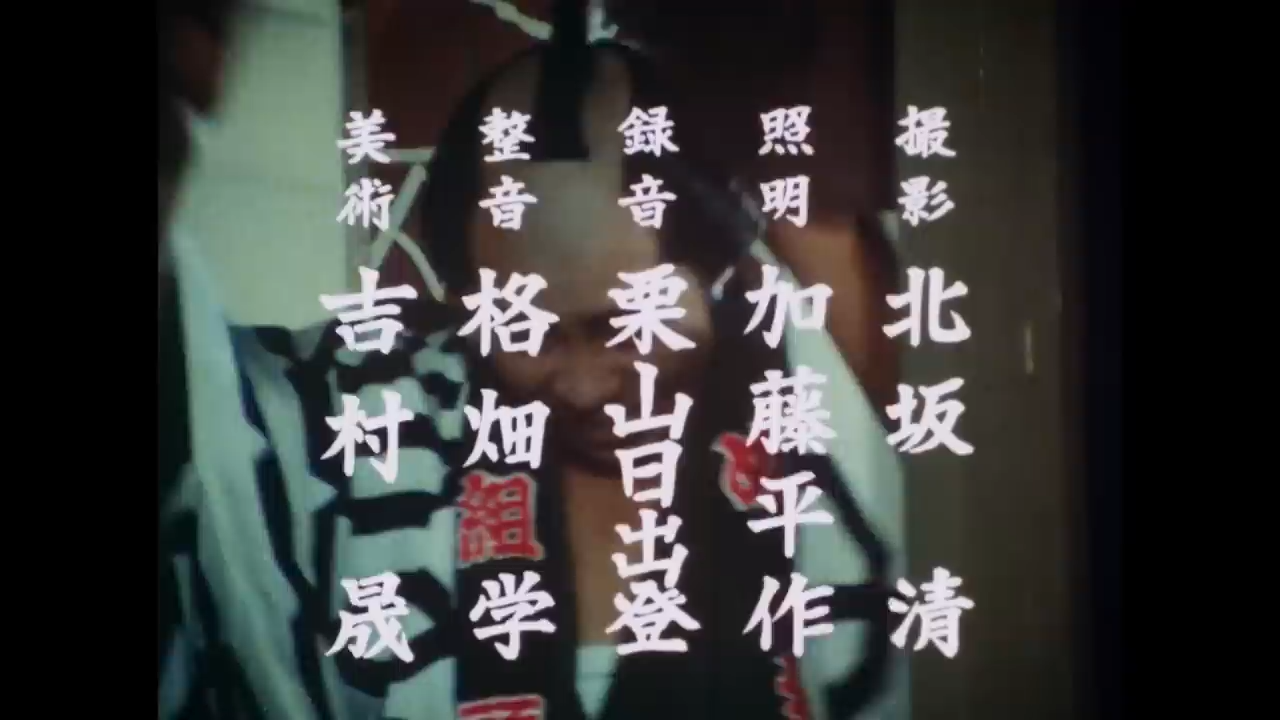 撮影 北坂 清
照明 加藤平作
録音 栗山日出登
整音 格畑 学
美術 吉村 晟
組